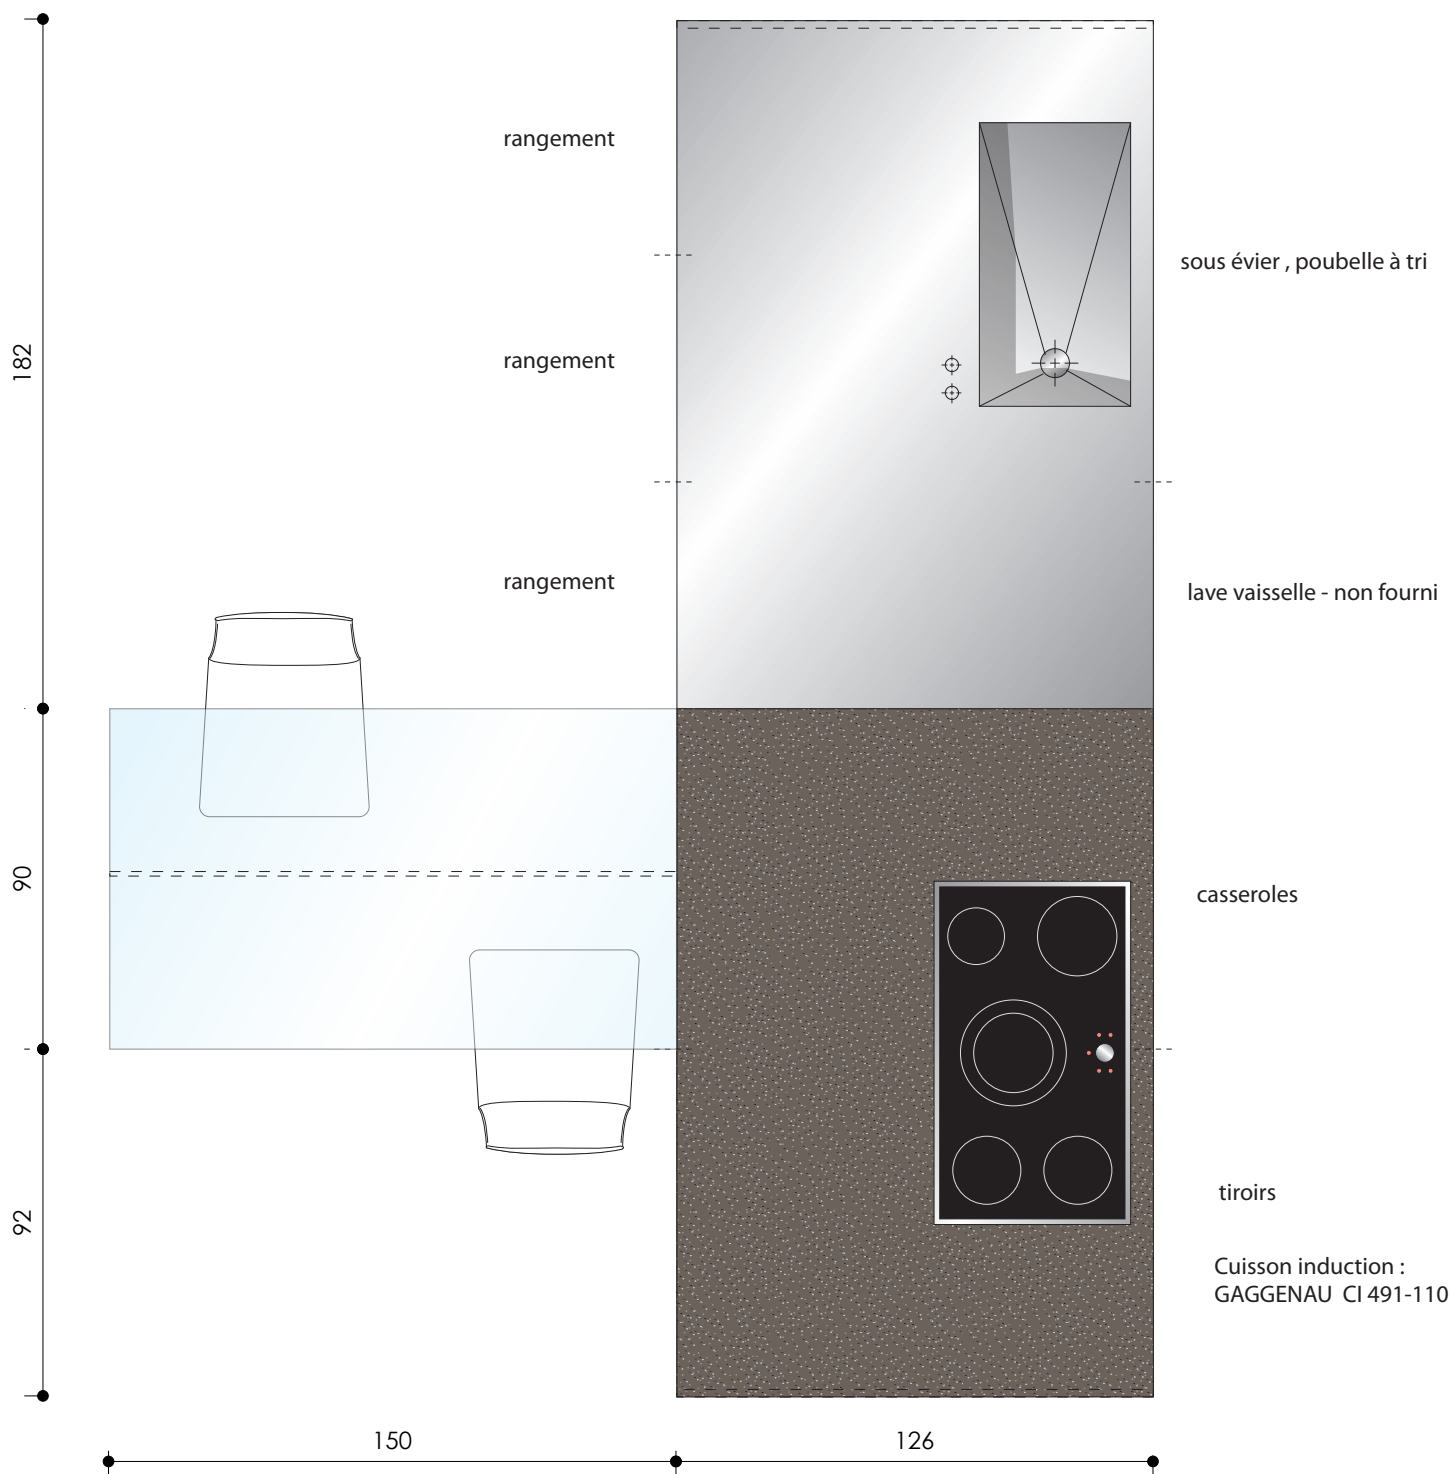 rangement
sous évier , poubelle à tri
182
rangement
rangement
lave vaisselle - non fourni
90
casseroles
tiroirs
92
Cuisson induction :
GAGGENAU CI 491-110
150
126